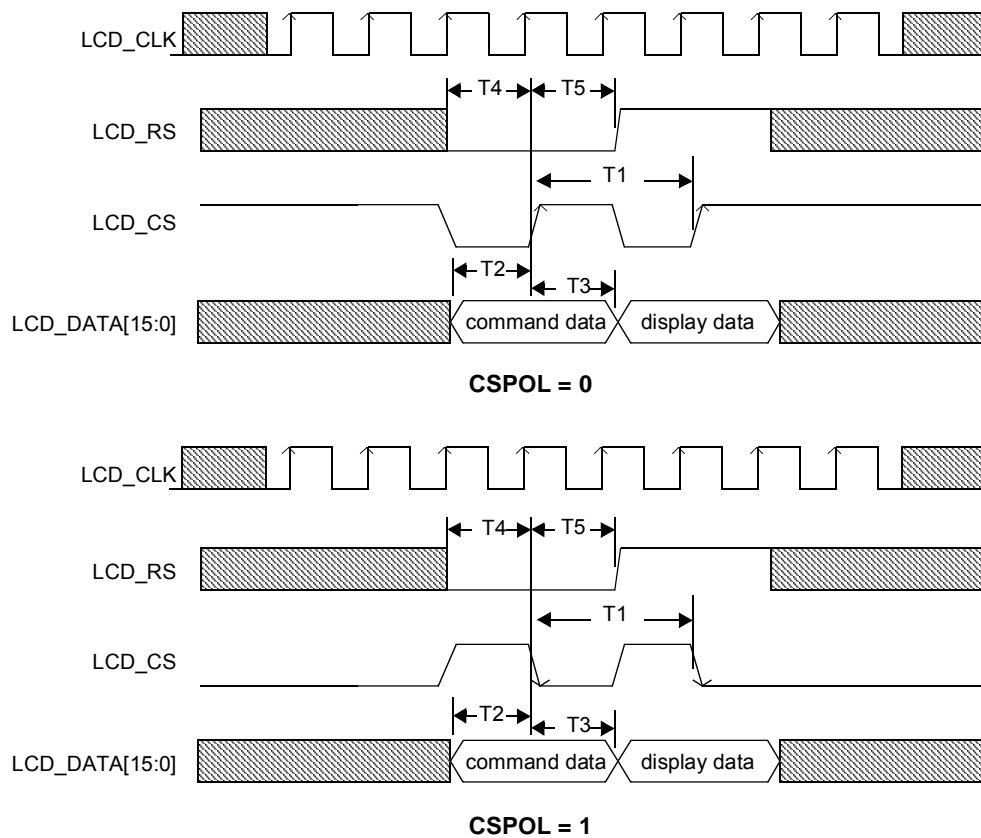 LCD_CLK
T4 T5
LCD_RS
T1
LCD_CS
T2
T3
LCD_DATA[15:0] command data display data
CSPOL = 0
LCD_CLK
T4 T5
LCD_RS
T1
LCD_CS
T2
T3
LCD_DATA[15:0] command data display data
CSPOL = 1